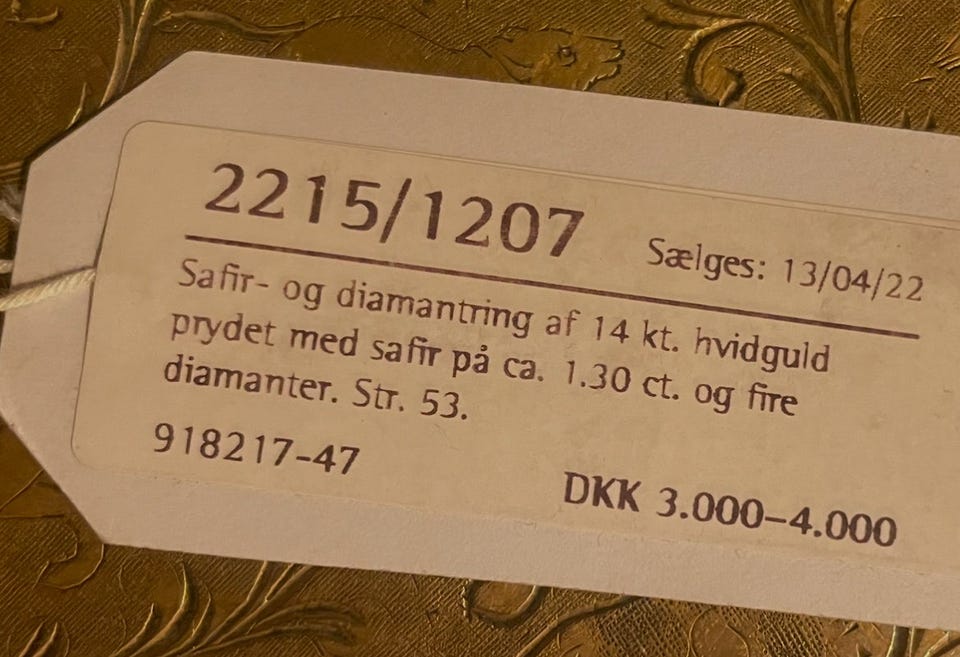 2215/1207 Sælges: 13/04/22
Safir- og diamantring af 14 kt. hvidguld
prydet med safir på ca. 1.30 ct. og fire
diamanter. Str. 53.
918217-47
DKK 3.000–4.000